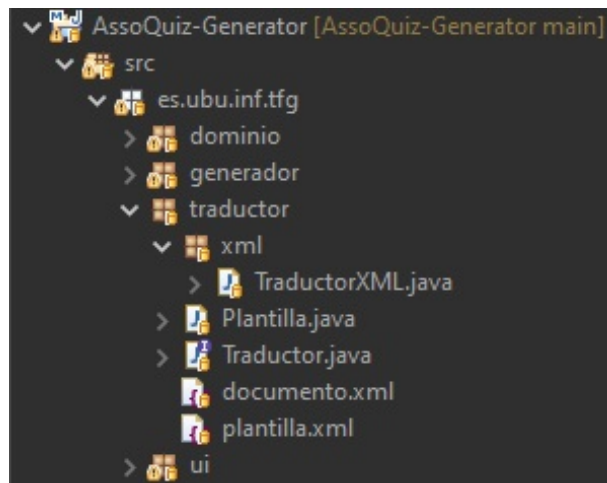 AssoQuiz-Generator [AssoQuiz-Generator main]
src
es.ubu.inf.tfg
dominio
generador
traductor
xml
TraductorXML.java
Plantilla.java
Traductor.java
documento.xml
plantilla.xml
ui